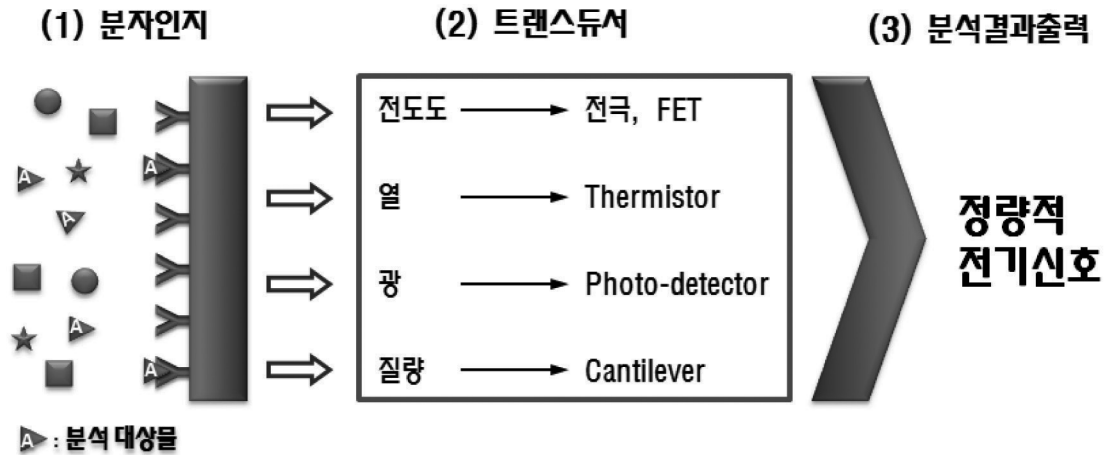 (1) 분자인지
(2) 트랜스듀서
(3) 분석결과출력
전도도 전극, FET
열 Thermistor
광 Photo-detector
질량 Cantilever
A
A
A
A
A
정량적
전기신호
A : 분석 대상물